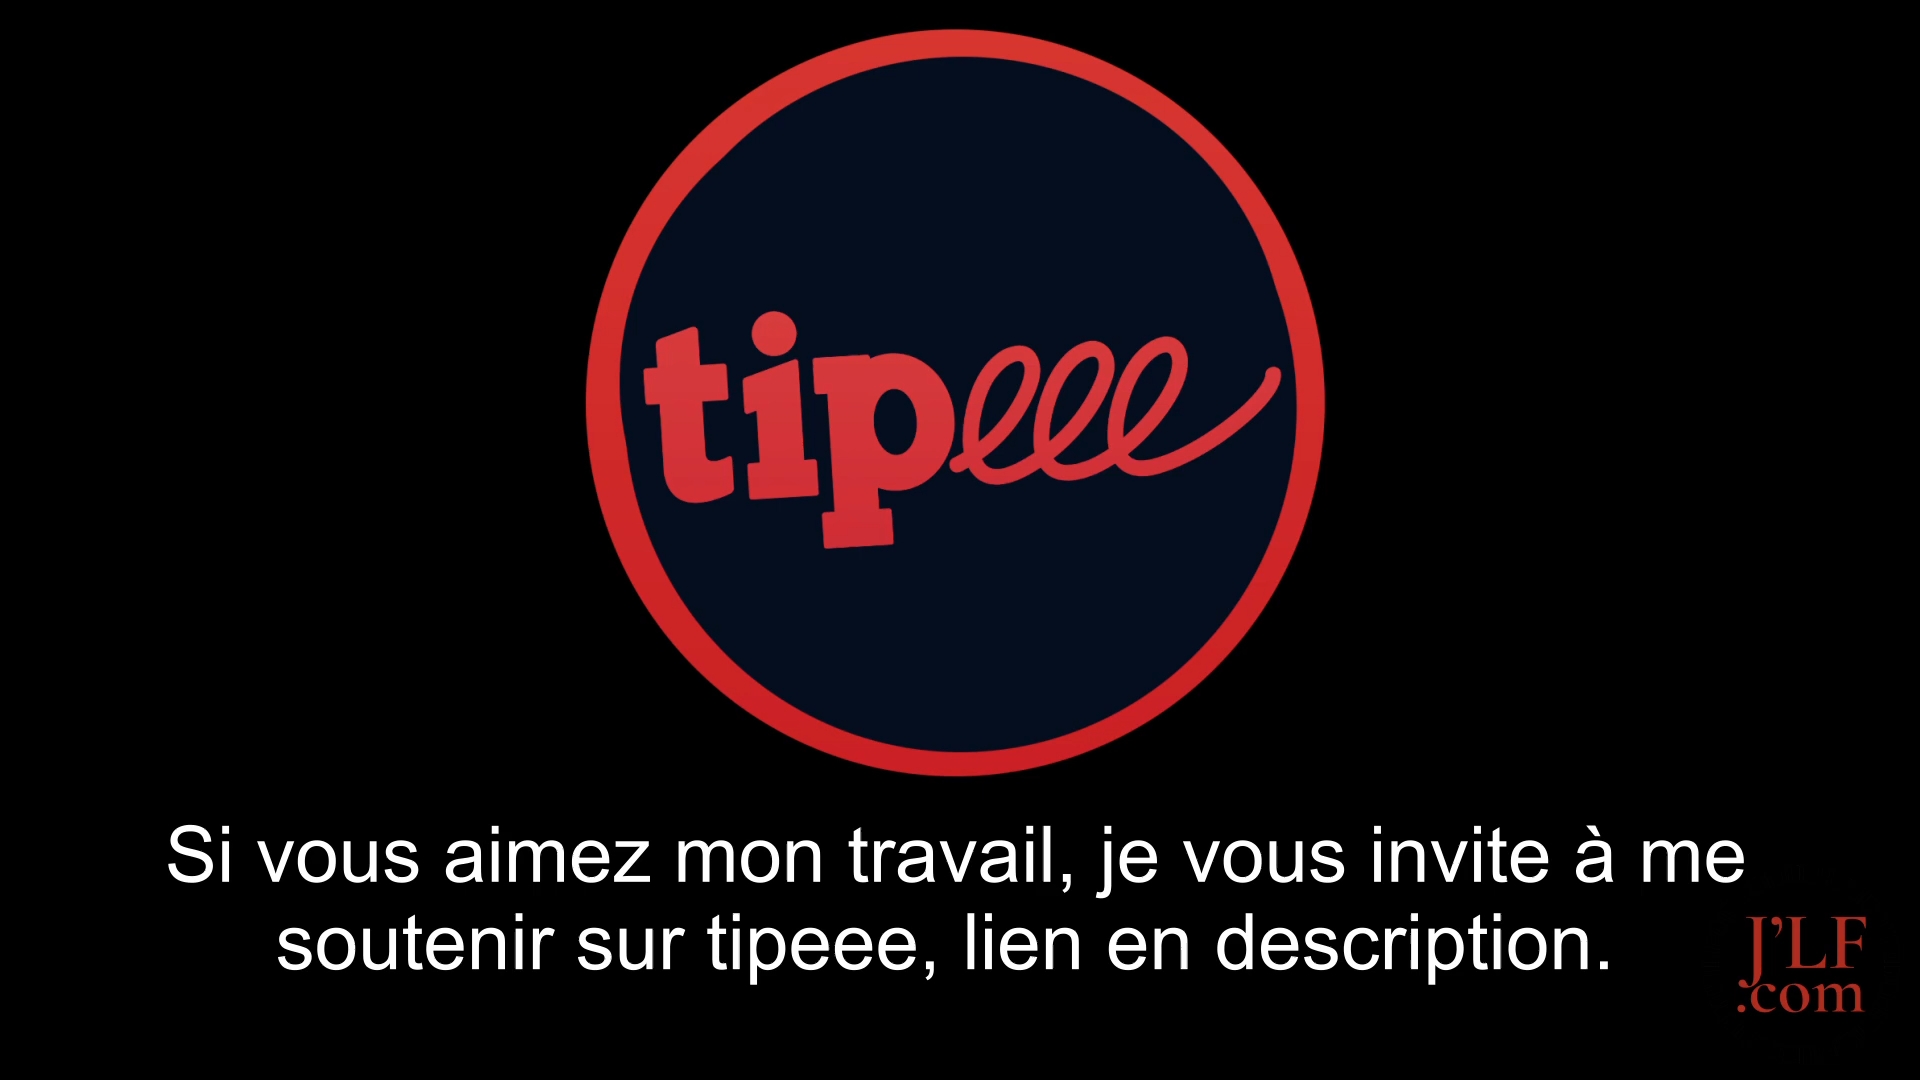 tipeee
Si vous aimez mon travail, je vous invite à me
soutenir sur tipeee, lien en description.
J'LF
.com